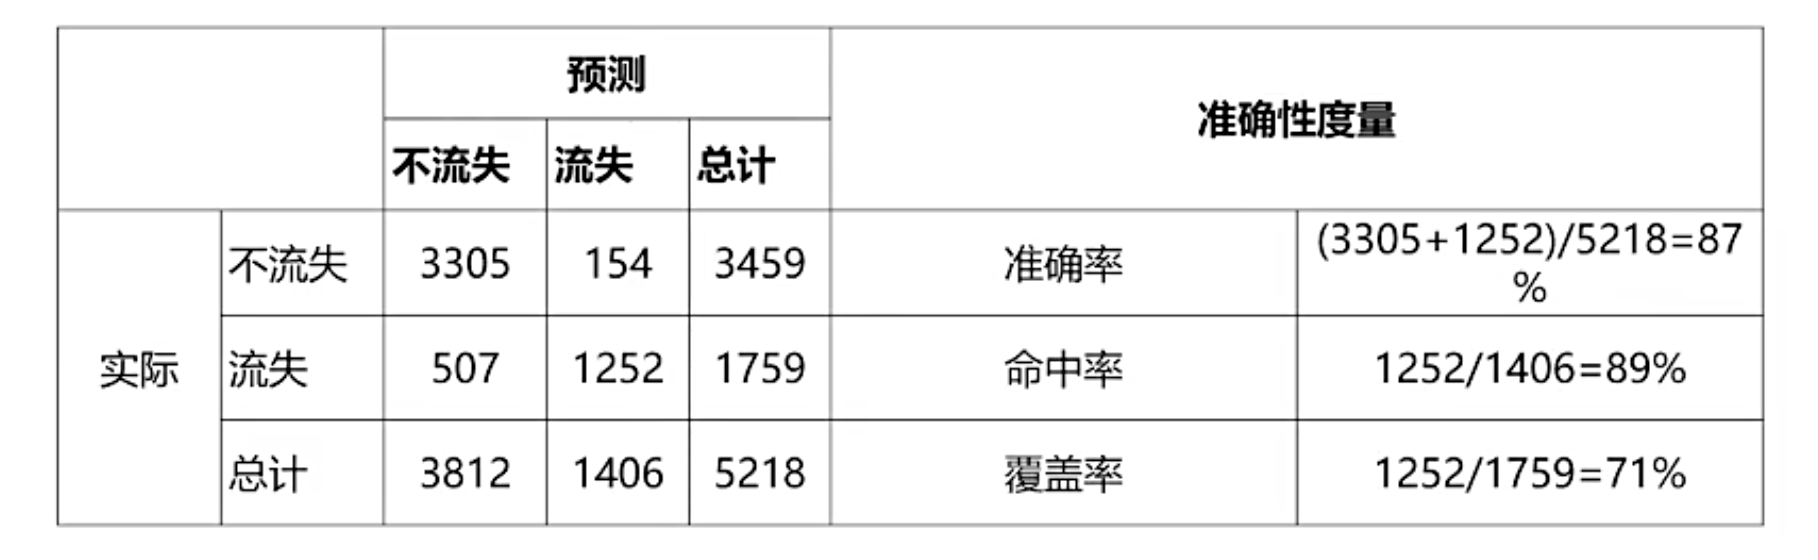 预测
准确性度量
不流失 流失 总计
不流失 3305 154 3459 准确率 (3305+1252)/5218=87
%
实际 流失 507 1252 1759 命中率 1252/1406=89%
总计 3812 1406 5218 覆盖率 1252/1759=71%